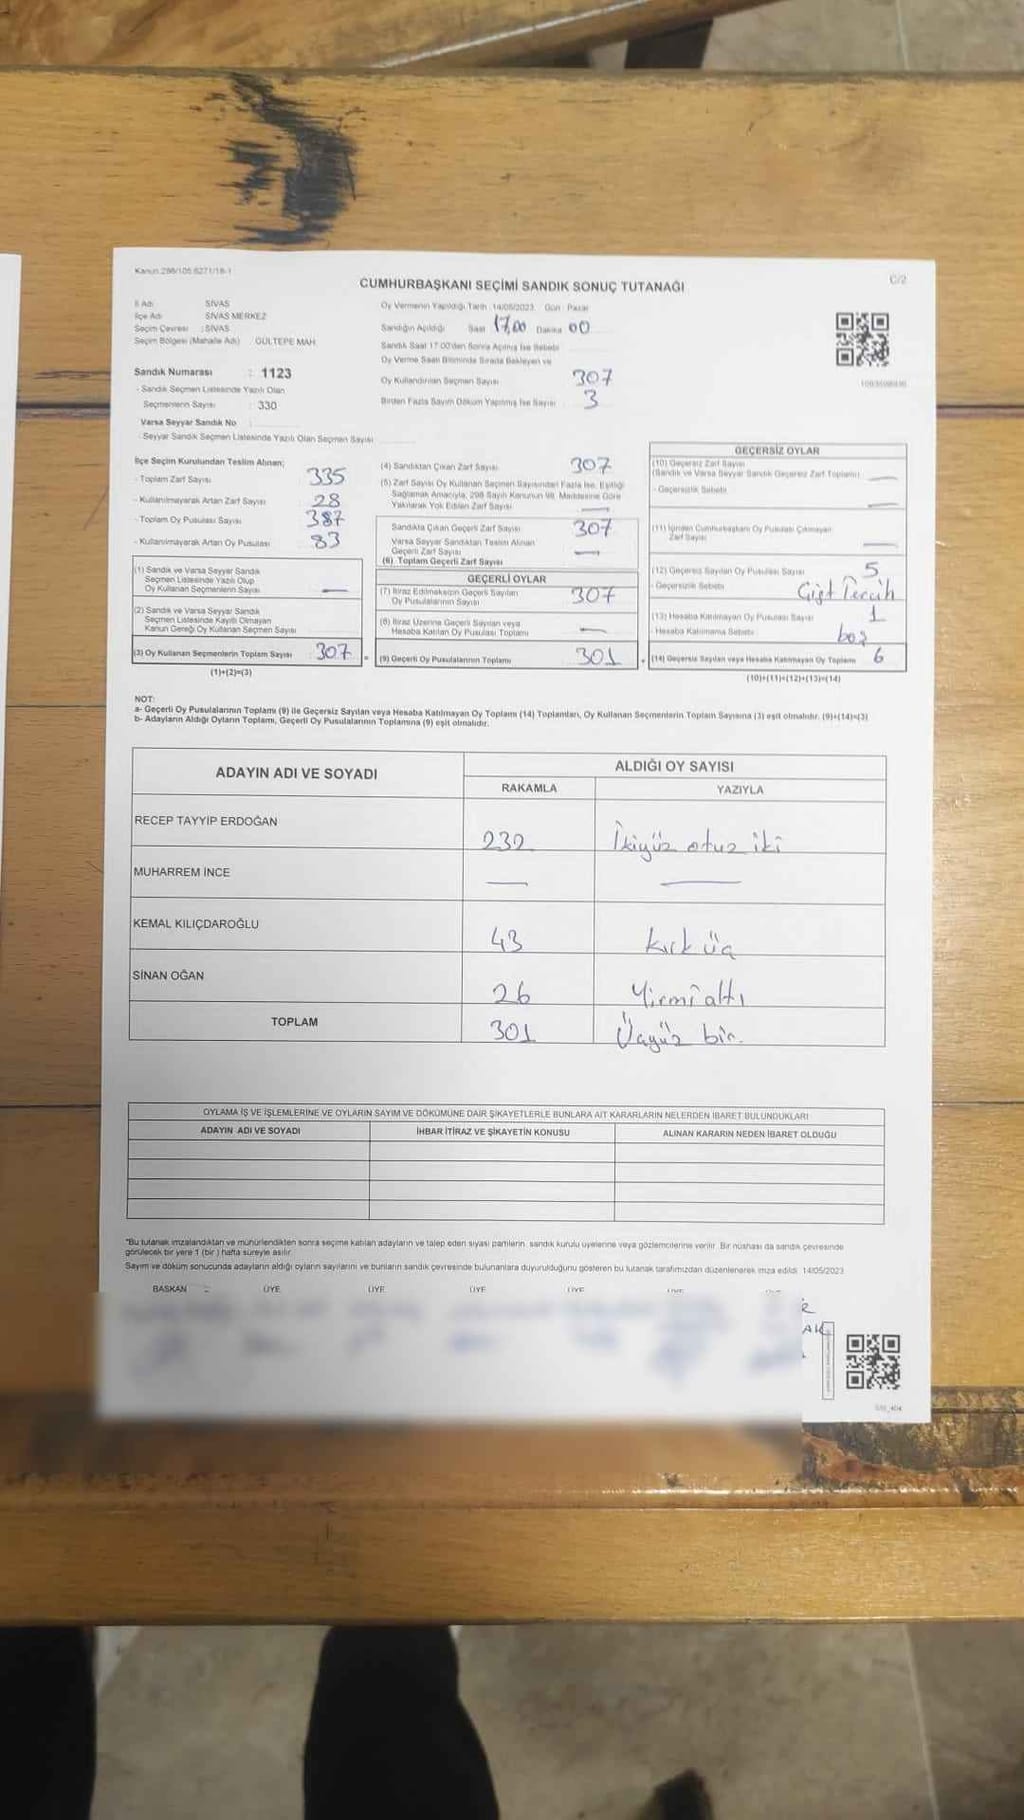 Kanun.298/105.6271/18-1
C/2
CUMHURBAŞKANI SEÇİMİ SANDIK SONUÇ TUTANAĞI
İl Adı SİVAS
İlçe Adı SİVAS MERKEZ
Seçim Çevresi : SİVAS
Seçim Bölgesi (Mahalle Adı) GÜLTEPE MAH.
Sandık Numarası : 1123
- Sandık Seçmen Listesinde Yazılı Olan
Seçmenlerin Sayısı : 330
Varsa Seyyar Sandık No
- Seyyar Sandık Seçmen Listesinde Yazılı Olan Seçmen Sayısı
Oy Vermenin Yapıldığı Tarih 14/05/2023 Gün Pazar
Sandığın Açıldığı Saat 17,00 Dakika 00
Sandık Saat 17:00'den Sonra Açılmış İse Sebebi
Oy Verme Saati Bitiminde Sırada Bekleyen ve
Oy Kullandırılan Seçmen Sayısı 307
Birden Fazla Sayım Döküm Yapılmış İse Sayısı 3
İlçe Seçim Kurulundan Teslim Alınan;
- Toplam Zarf Sayısı 335
- Kullanılmayarak Artan Zarf Sayısı 28
- Toplam Oy Pusulası Sayısı 387
- Kullanılmayarak Artan Oy Pusulası 83
(1) Sandık ve Varsa Seyyar Sandık
Seçmen Listesinde Yazılı Olup
Oy Kullanan Seçmenlerin Sayısı —
(2) Sandık ve Varsa Seyyar Sandık
Seçmen Listesinde Kayıtlı Olmayan
Kanun Gereği Oy Kullanan Seçmen Sayısı
(3) Oy Kullanan Seçmenlerin Toplam Sayısı 307
(1)+(2)=(3)
(4) Sandıktan Çıkan Zarf Sayısı 307
(5) Zarf Sayısı Oy Kullanan Seçmen Sayısından Fazla İse, Eşitliği
Sağlamak Amacıyla, 298 Sayılı Kanunun 98. Maddesine Göre
Yakılarak Yok Edilen Zarf Sayısı —
Sandıkta Çıkan Geçerli Zarf Sayısı 307
Varsa Seyyar Sandıktan Teslim Alınan
Geçerli Zarf Sayısı —
(6) Toplam Geçerli Zarf Sayısı
GEÇERLİ OYLAR
(7) İtiraz Edilmeksizin Geçerli Sayılan
Oy Pusulalarının Sayısı 307
(8) İtiraz Üzerine Geçerli Sayılan veya
Hesaba Katılan Oy Pusulası Toplamı —
(9) Geçerli Oy Pusulalarının Toplamı 301
GEÇERSİZ OYLAR
(10) Geçersiz Zarf Sayısı
(Sandık ve Varsa Seyyar Sandık Geçersiz Zarf Toplamı) —
- Geçersizlik Sebebi —
(11) İçinden Cumhurbaşkanı Oy Pusulası Çıkmayan
Zarf Sayısı —
(12) Geçersiz Sayılan Oy Pusulası Sayısı 5
- Geçersizlik Sebebi Çift Tercih
(13) Hesaba Katılmayan Oy Pusulası Sayısı 1
- Hesaba Katılmama Sebebi boş
(14) Geçersiz Sayılan veya Hesaba Katılmayan Oy Toplamı 6
(10)+(11)+(12)+(13)=(14)
NOT:
a- Geçerli Oy Pusulalarının Toplamı (9) ile Geçersiz Sayılan veya Hesaba Katılmayan Oy Toplamı (14) Toplamları, Oy Kullanan Seçmenlerin Toplam Sayısına (3) eşit olmalıdır. (9)+(14)=(3)
b- Adayların Aldığı Oyların Toplamı, Geçerli Oy Pusulalarının Toplamına (9) eşit olmalıdır.
ADAYIN ADI VE SOYADI ALDIĞI OY SAYISI
RAKAMLA YAZIYLA
RECEP TAYYİP ERDOĞAN 232 İkiyüz otuz iki
MUHARREM İNCE — —
KEMAL KILIÇDAROĞLU 43 kırk üç
SİNAN OĞAN 26 Yirmi altı
TOPLAM 301 Üçyüz bir.
OYLAMA İŞ VE İŞLEMLERİNE VE OYLARIN SAYIM VE DÖKÜMÜNE DAİR ŞİKAYETLERLE BUNLARA AİT KARARLARIN NELERDEN İBARET BULUNDUKLARI
ADAYIN ADI VE SOYADI İHBAR İTİRAZ VE ŞİKAYETİN KONUSU ALINAN KARARIN NEDEN İBARET OLDUĞU
*Bu tutanak imzalandıktan ve mühürlendikten sonra seçime katılan adayların ve talep eden siyasi partilerin sandık kurulu üyelerine veya gözlemcilerine verilir. Bir nüshası da sandık çevresinde
görülecek bir yere 1 (bir) hafta süreyle asılır.
Sayım ve döküm sonucunda adayların aldığı oyların sayılarını ve bunların sandık çevresinde bulunanlara duyurulduğunu gösteren bu tutanak tarafımızdan düzenlenerek imza edildi. 14/05/2023
BAŞKAN ÜYE ÜYE ÜYE ÜYE ÜYE